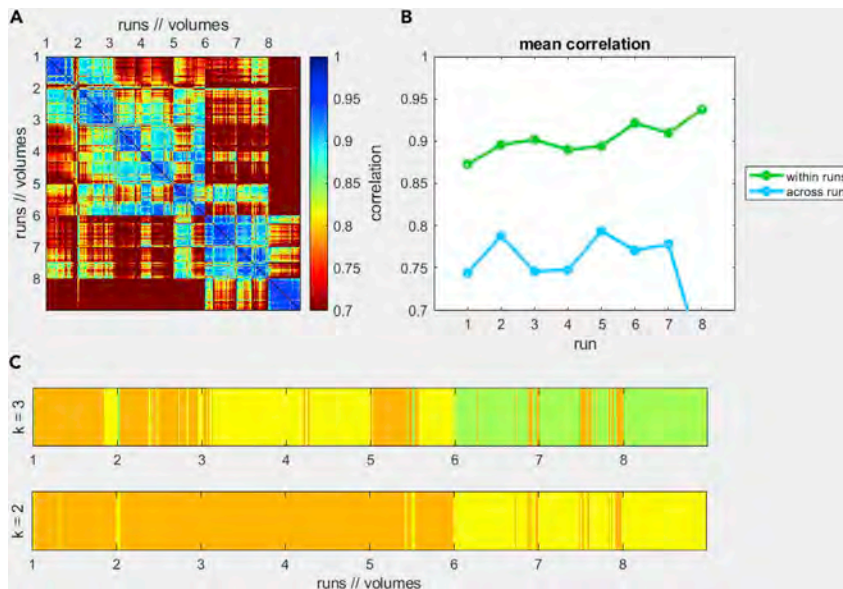 A
runs // volumes
1 2 3 4 5 6 7 8
1
2
3
4
5
6
7
8
runs // volumes
1
0.95
0.9
0.85
0.8
0.75
0.7
correlation
B
mean correlation
1
0.95
0.9
0.85
0.8
0.75
0.7
1 2 3 4 5 6 7 8
run
within runs
across run
C
k = 3
1 2 3 4 5 6 7 8
k = 2
1 2 3 4 5 6 7 8
runs // volumes